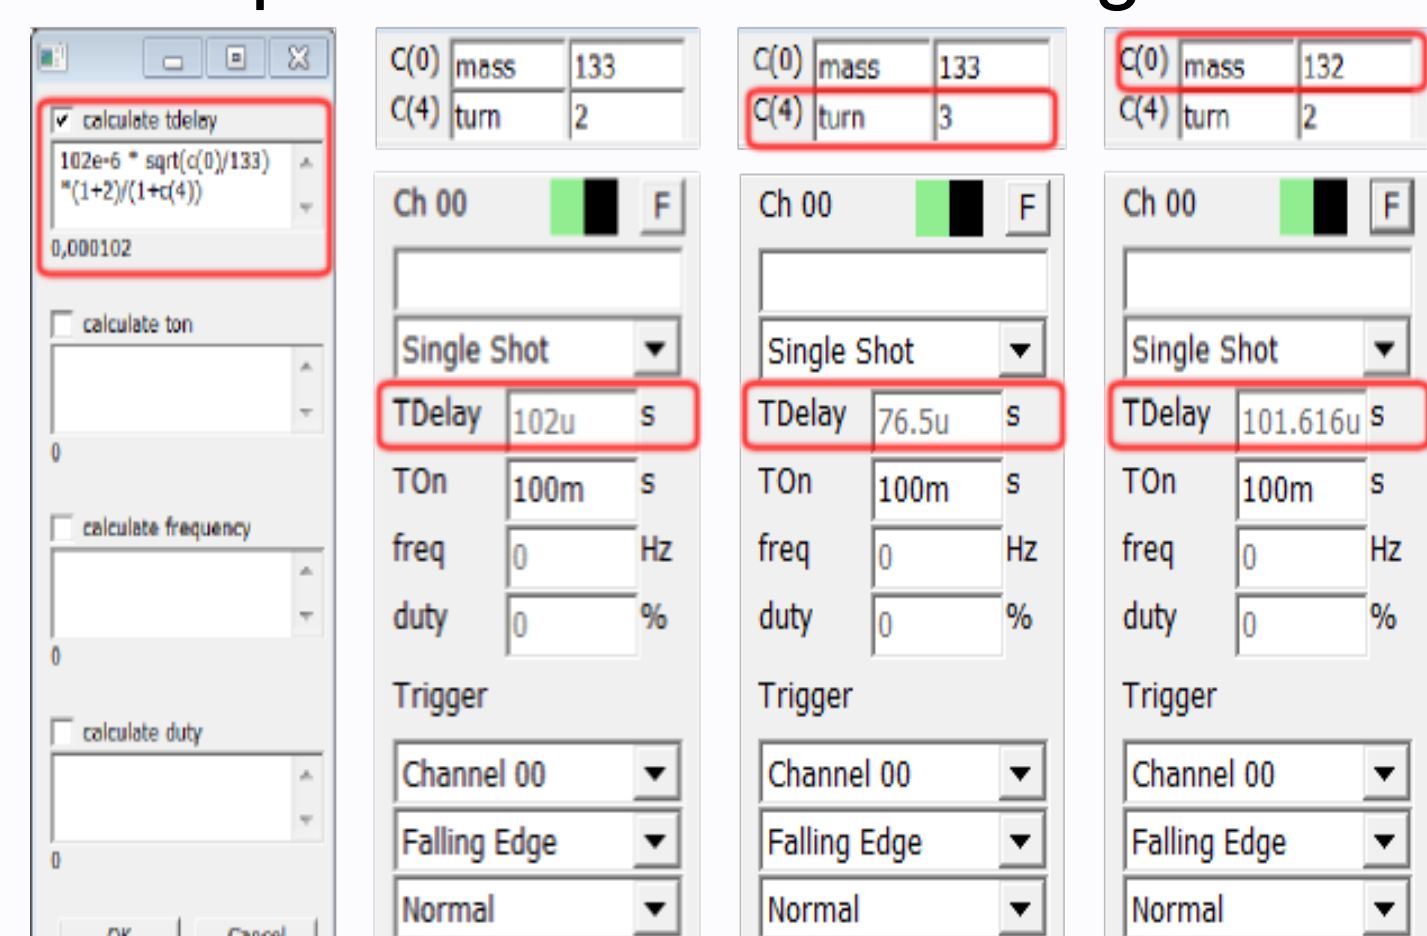 calculate tdelay
102e-6 * sqrt(c(0)/133)
*(1+2)/(1+c(4))
0,000102
calculate ton
0
calculate frequency
0
calculate duty
0
OK Cancel
C(0) mass 133
C(4) turn 2
Ch 00 F
Single Shot
TDelay 102u s
TOn 100m s
freq 0 Hz
duty 0 %
Trigger
Channel 00
Falling Edge
Normal
C(0) mass 133
C(4) turn 3
Ch 00 F
Single Shot
TDelay 76.5u s
TOn 100m s
freq 0 Hz
duty 0 %
Trigger
Channel 00
Falling Edge
Normal
C(0) mass 132
C(4) turn 2
Ch 00 F
Single Shot
TDelay 101.616u s
TOn 100m s
freq 0 Hz
duty 0 %
Trigger
Channel 00
Falling Edge
Normal